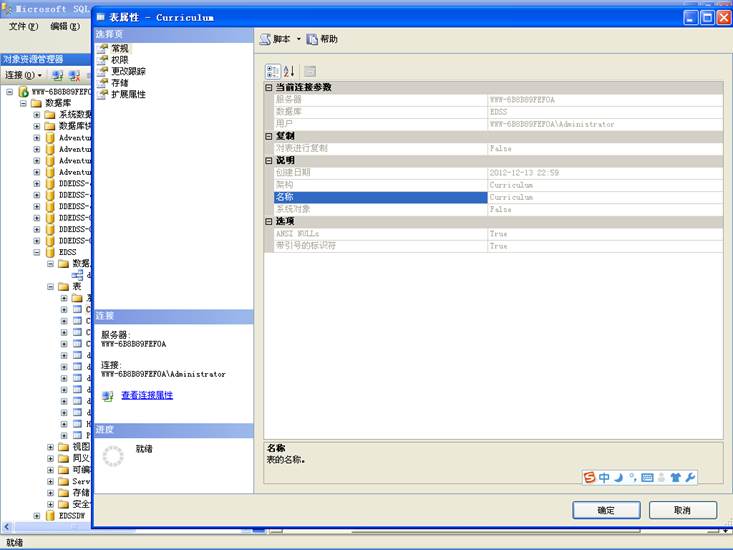 Microsoft SQL
文件(F) 编辑(E)
对象资源管理器
连接(O)
WWW-6B8B89FEF0A
数据库
系统数据
数据库快
Adventur
Adventur
Adventur
Adventur
DDEDSS-
DDEDSS-
DDEDSS-
DDEDSS-
DDEDSS-
DDEDSS-
EDSS
数据
d
表
系
C
C
C
C
d
d
d
d
d
d
H
P
视图
同义
可编
Serv
存储
安全
EDSSDW
就绪
表属性 - Curriculum
选择页
常规
权限
更改跟踪
存储
扩展属性
连接
服务器:
WWW-6B8B89FEF0A
连接:
WWW-6B8B89FEF0A\Administrator
查看连接属性
进度
就绪
脚本 帮助
当前连接参数
服务器 WWW-6B8B89FEF0A
数据库 EDSS
用户 WWW-6B8B89FEF0A\Administrator
复制
对表进行复制 False
说明
创建日期 2012-12-13 22:59
架构 Curriculum
名称 Curriculum
系统对象 False
选项
ANSI NULLs True
带引号的标识符 True
名称
表的名称。
中
确定 取消